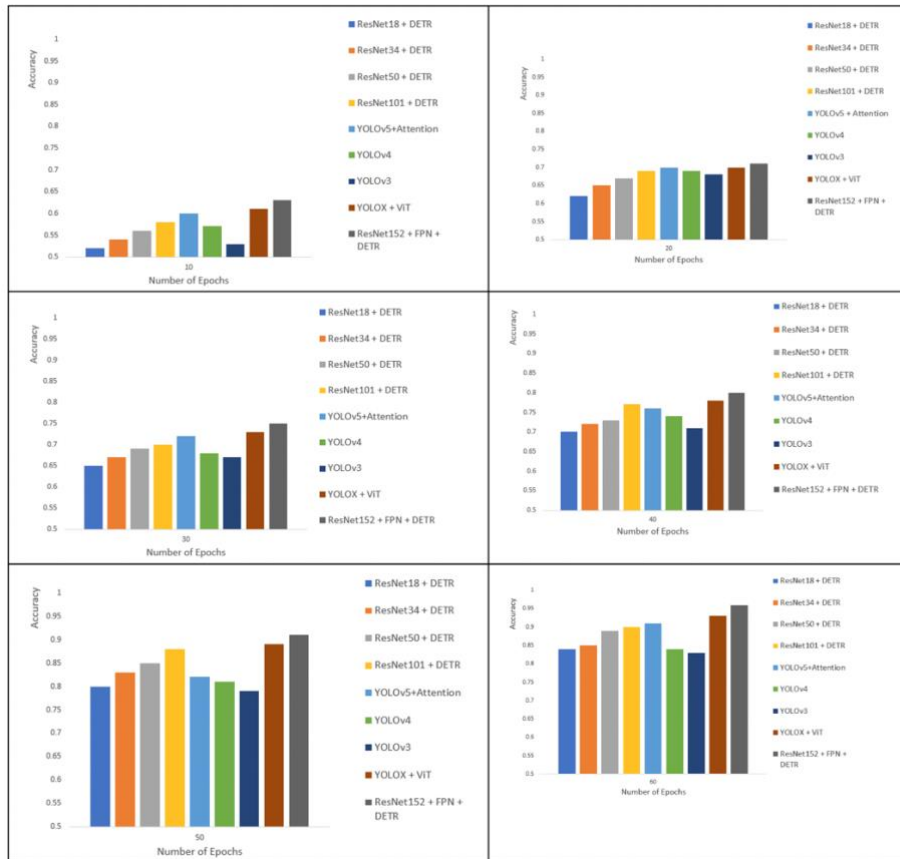 Accuracy
1
0.95
0.9
0.85
0.8
0.75
0.7
0.65
0.6
0.55
0.5
10
Number of Epochs
ResNet18 + DETR
ResNet34 + DETR
ResNet50 + DETR
ResNet101 + DETR
YOLOv5+Attention
YOLOv4
YOLOv3
YOLOX + ViT
ResNet152 + FPN +
DETR
Accuracy
1
0.95
0.9
0.85
0.8
0.75
0.7
0.65
0.6
0.55
0.5
20
Number of Epochs
ResNet18 + DETR
ResNet34 + DETR
ResNet50 + DETR
ResNet101 + DETR
YOLOv5 + Attention
YOLOv4
YOLOv3
YOLOX + ViT
ResNet152 + FPN +
DETR
Accuracy
1
0.95
0.9
0.85
0.8
0.75
0.7
0.65
0.6
0.55
0.5
30
Number of Epochs
ResNet18 + DETR
ResNet34 + DETR
ResNet50 + DETR
ResNet101 + DETR
YOLOv5+Attention
YOLOv4
YOLOv3
YOLOX + ViT
ResNet152 + FPN + DETR
Accuracy
1
0.95
0.9
0.85
0.8
0.75
0.7
0.65
0.6
0.55
0.5
40
Number of Epochs
ResNet18 + DETR
ResNet34 + DETR
ResNet50 + DETR
ResNet101 + DETR
YOLOv5+Attention
YOLOv4
YOLOv3
YOLOX + ViT
ResNet152 + FPN + DETR
Accuracy
1
0.95
0.9
0.85
0.8
0.75
0.7
0.65
0.6
0.55
0.5
50
Number of Epochs
ResNet18 + DETR
ResNet34 + DETR
ResNet50 + DETR
ResNet101 + DETR
YOLOv5+Attention
YOLOv4
YOLOv3
YOLOX + ViT
ResNet152 + FPN +
DETR
Accuracy
1
0.95
0.9
0.85
0.8
0.75
0.7
0.65
0.6
0.55
0.5
60
Number of Epochs
ResNet18 + DETR
ResNet34 + DETR
ResNet50 + DETR
ResNet101 + DETR
YOLOv5+Attention
YOLOv4
YOLOv3
YOLOX + ViT
ResNet152 + FPN +
DETR